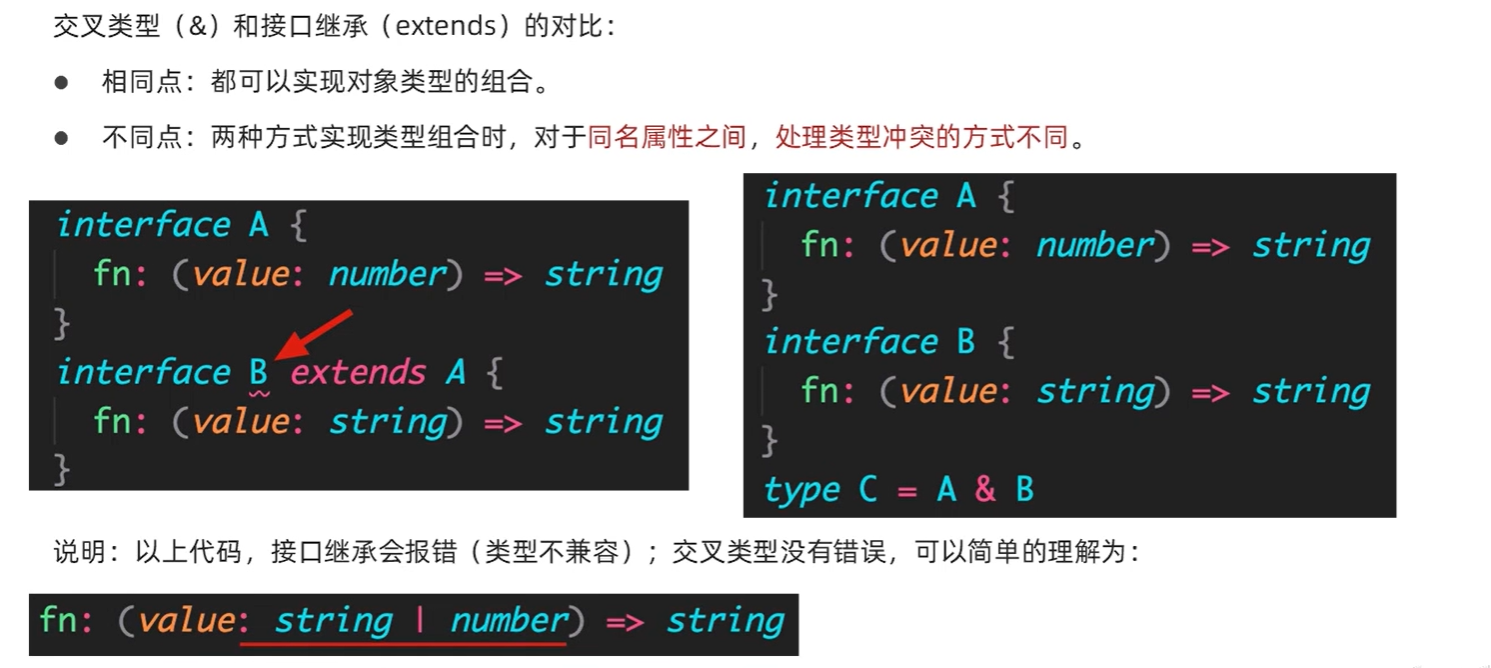 交叉类型（&）和接口继承（extends）的对比：
● 相同点：都可以实现对象类型的组合。
● 不同点：两种方式实现类型组合时，对于同名属性之间，处理类型冲突的方式不同。
interface A {
fn: (value: number) => string
}
interface B extends A {
fn: (value: string) => string
}
interface A {
fn: (value: number) => string
}
interface B {
fn: (value: string) => string
}
type C = A & B
说明：以上代码，接口继承会报错（类型不兼容）；交叉类型没有错误，可以简单的理解为：
fn: (value: string | number) => string